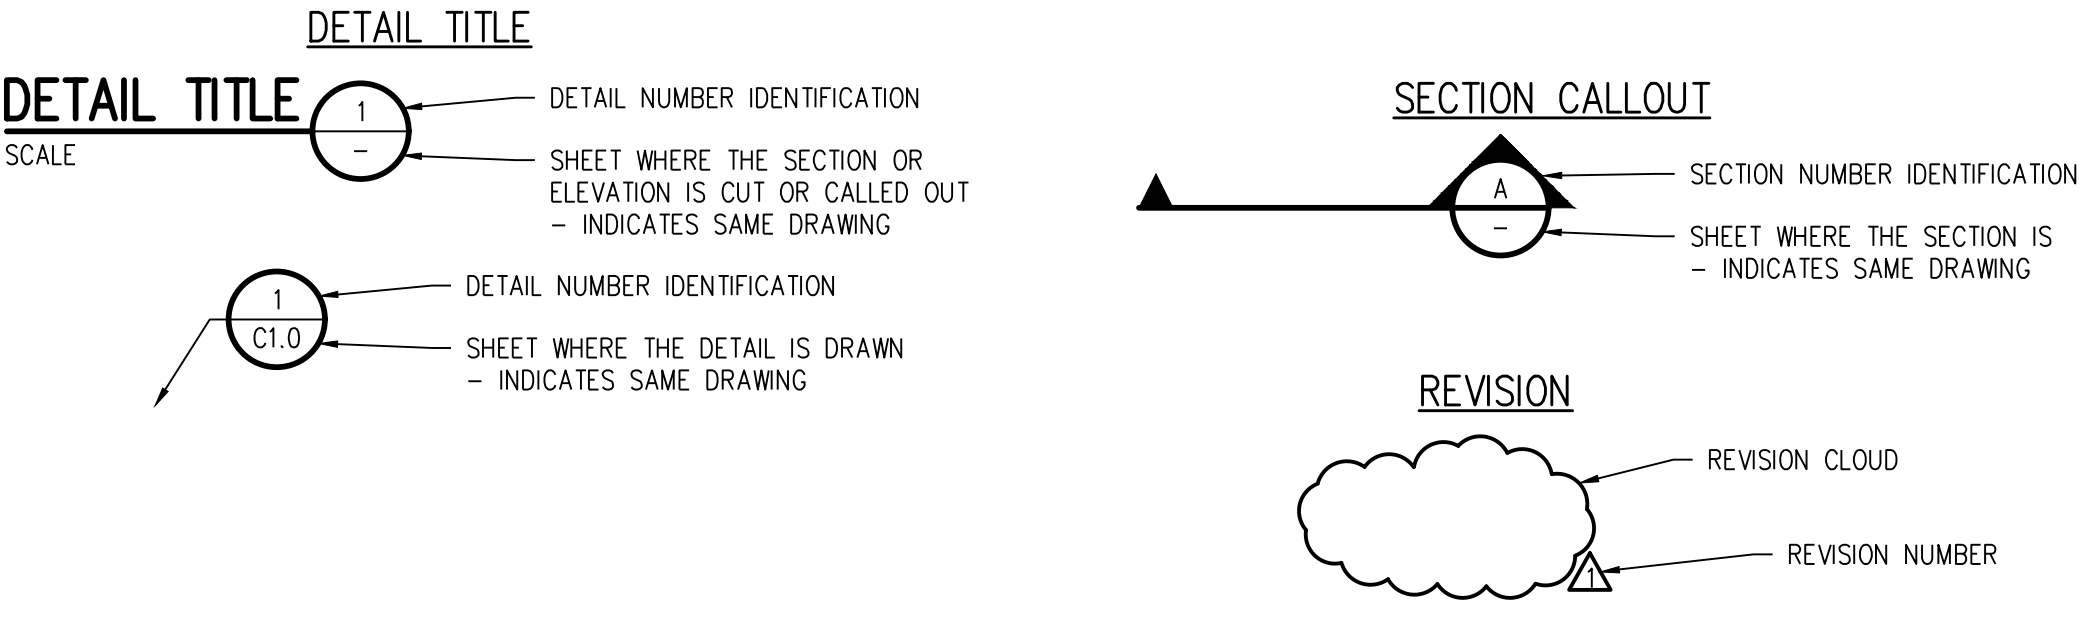 DETAIL TITLE
DETAIL TITLE
SCALE
1
-
DETAIL NUMBER IDENTIFICATION
SHEET WHERE THE SECTION OR
ELEVATION IS CUT OR CALLED OUT
- INDICATES SAME DRAWING
1
C1.0
DETAIL NUMBER IDENTIFICATION
SHEET WHERE THE DETAIL IS DRAWN
- INDICATES SAME DRAWING
SECTION CALLOUT
A
-
SECTION NUMBER IDENTIFICATION
SHEET WHERE THE SECTION IS
- INDICATES SAME DRAWING
REVISION
REVISION CLOUD
1
REVISION NUMBER